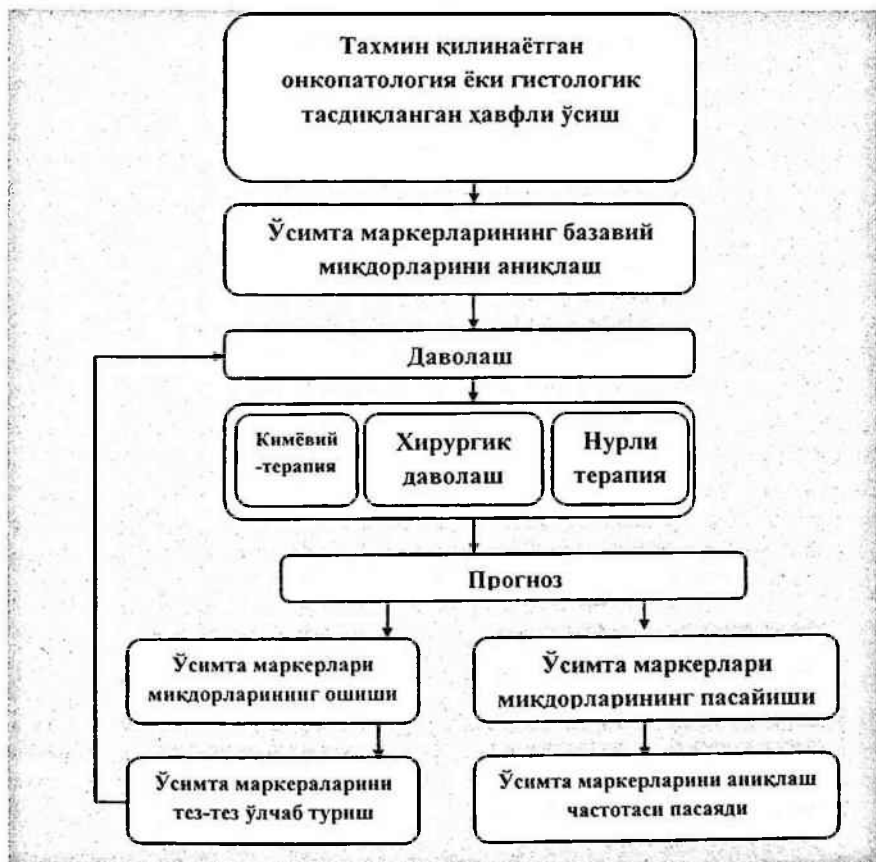 Тахмин қилинаётган
онкопатология ёки гистологик
тасдиқланган ҳавфли ўсиш
Ўсимта маркерларининг базавий
миқдорларини аниқлаш
Даволаш
Кимёвий
-терапия
Хирургик
даволаш
Нурли
терапия
Прогноз
Ўсимта маркерлари
миқдорларининг ошиши
Ўсимта маркерлари
миқдорларининг пасайиши
Ўсимта маркераларини
тез-тез ўлчаб туриш
Ўсимта маркерларини аниқлаш
частотаси пасаяди